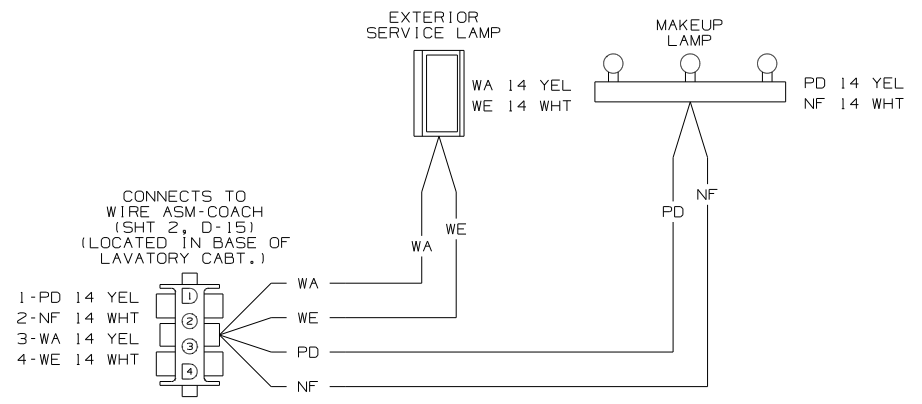 EXTERIOR
SERVICE LAMP
MAKEUP
LAMP
WA 14 YEL
WE 14 WHT
PD 14 YEL
NF 14 WHT
CONNECTS TO
WIRE ASM-COACH
(SHT 2, D-15)
(LOCATED IN BASE OF
LAVATORY CABT.)
NF
PD
WE
WA
1-PD 14 YEL
2-NF 14 WHT
3-WA 14 YEL
4-WE 14 WHT
1
2
3
4
WA
WE
PD
NF